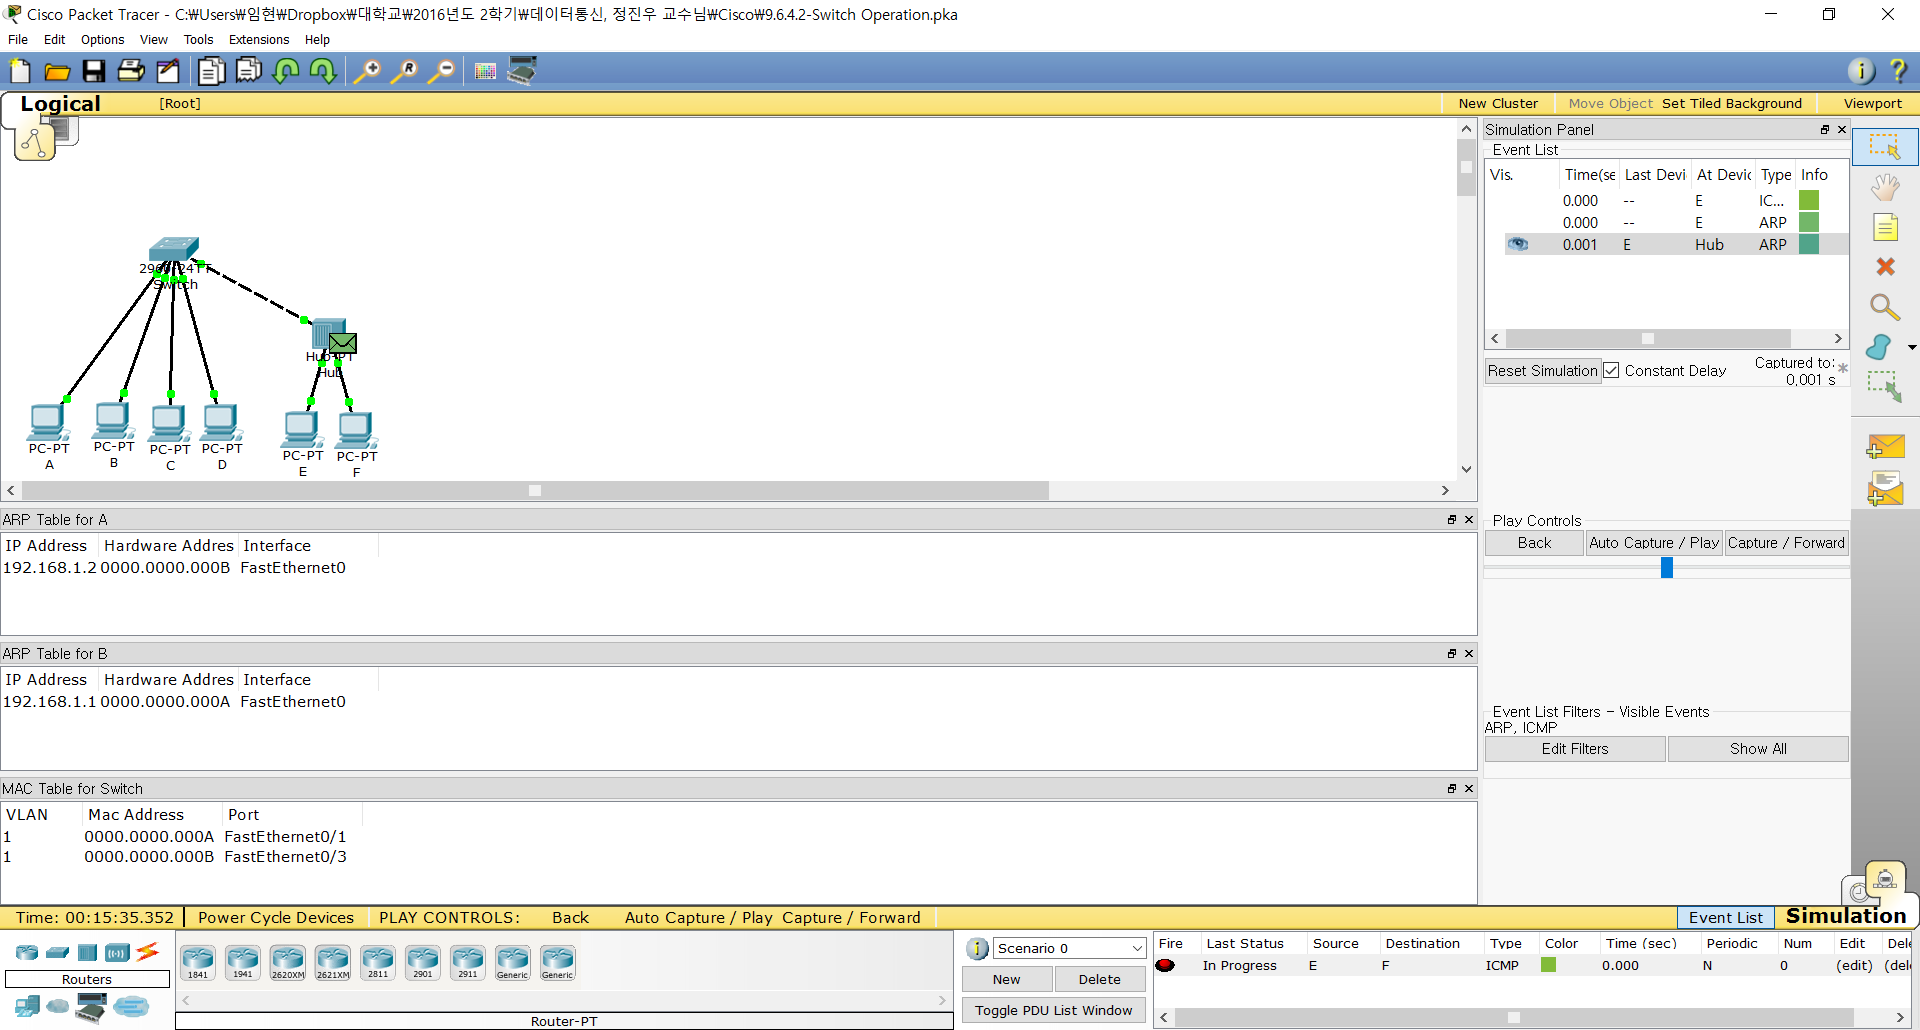 Cisco Packet Tracer - C:₩Users₩임현₩Dropbox₩대학교₩2016년도 2학기₩데이터통신, 정진우 교수님₩Cisco₩9.6.4.2-Switch Operation.pka
File Edit Options View Tools Extensions Help
Logical [Root] New Cluster Move Object Set Tiled Background Viewport
2960-24TT
Switch
Hub-PT
Hub
PC-PT
A
PC-PT
B
PC-PT
C
PC-PT
D
PC-PT
E
PC-PT
F
Simulation Panel
Event List
Vis. Time(se Last Devi At Devic Type Info
0.000 -- E IC...
0.000 -- E ARP
0.001 E Hub ARP
Reset Simulation Constant Delay Captured to: *
0.001 s
Play Controls
Back Auto Capture / Play Capture / Forward
Event List Filters - Visible Events
ARP, ICMP
Edit Filters Show All
ARP Table for A
IP Address Hardware Addres Interface
192.168.1.2 0000.0000.000B FastEthernet0
ARP Table for B
IP Address Hardware Addres Interface
192.168.1.1 0000.0000.000A FastEthernet0
MAC Table for Switch
VLAN Mac Address Port
1 0000.0000.000A FastEthernet0/1
1 0000.0000.000B FastEthernet0/3
Time: 00:15:35.352 Power Cycle Devices PLAY CONTROLS: Back Auto Capture / Play Capture / Forward Event List Simulation
Routers
1841 1941 2620XM 2621XM 2811 2901 2911 Generic Generic
Router-PT
Scenario 0
New Delete
Toggle PDU List Window
Fire Last Status Source Destination Type Color Time (sec) Periodic Num Edit Dele
In Progress E F ICMP 0.000 N 0 (edit) (del